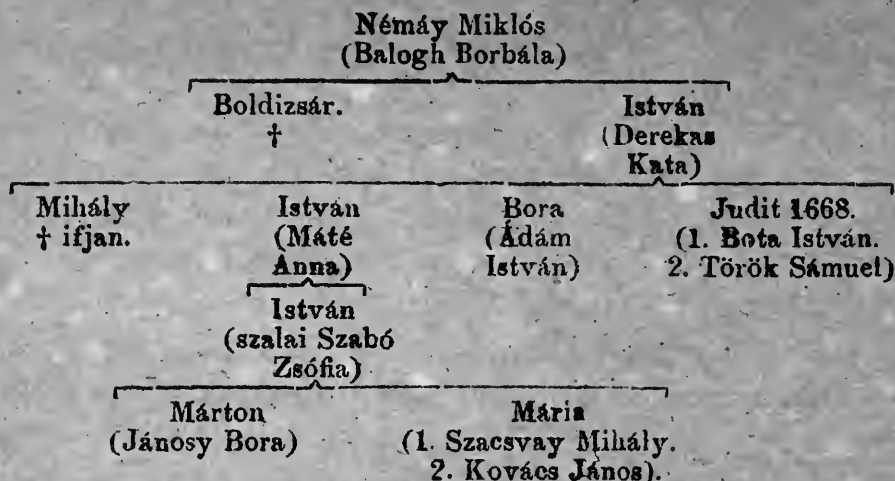 Némáy Miklós
(Balogh Borbála)
Boldizsár. István
† (Derekas
Kata)
Mihály István Bora Judit 1668.
† ifjan. (Máté (Ádám (1. Bota István.
Anna) István) 2. Török Sámuel)
István
(szalai Szabó
Zsófia)
Márton Mária
(Jánosy Bora) (1. Szacsvay Mihály.
2. Kovács János).